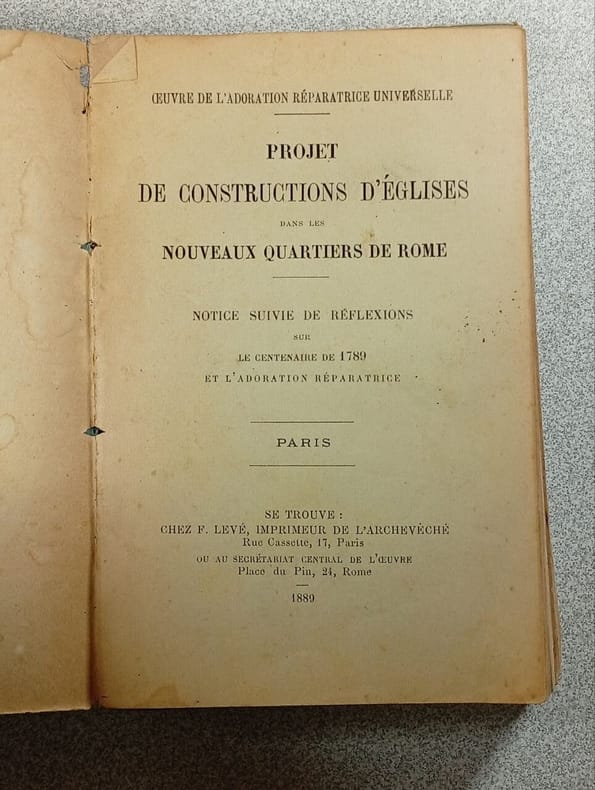 ŒUVRE DE L'ADORATION RÉPARATRICE UNIVERSELLE
PROJET
DE CONSTRUCTIONS D'ÉGLISES
DANS LES
NOUVEAUX QUARTIERS DE ROME
NOTICE SUIVIE DE RÉFLEXIONS
SUR
LE CENTENAIRE DE 1789
ET L'ADORATION RÉPARATRICE
PARIS
SE TROUVE :
CHEZ F. LEVÉ, IMPRIMEUR DE L'ARCHEVÊCHÉ
Rue Cassette, 17, Paris
OU AU SECRÉTARIAT CENTRAL DE L'ŒUVRE
Place du Pin, 24, Rome
1889